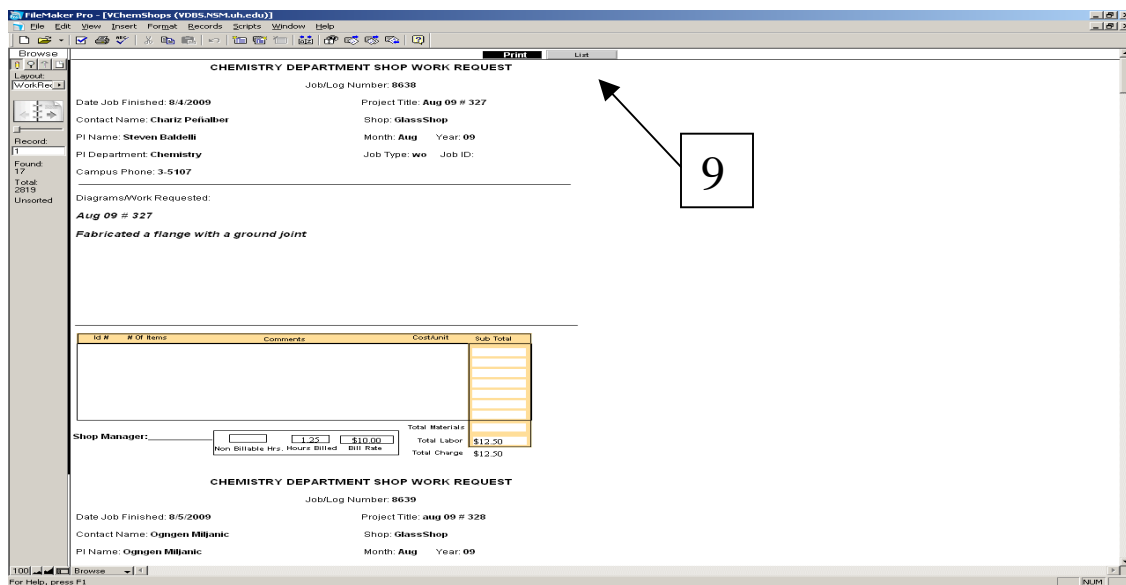 FileMaker Pro - [VChemShops (VDBS.NSM.uh.edu)]
File Edit View Insert Format Records Scripts Window Help
Browse
Print List
Layout:
WorkRec
Record:
1
Found:
17
Total:
2819
Unsorted
CHEMISTRY DEPARTMENT SHOP WORK REQUEST
Job/Log Number: 8638
Date Job Finished: 8/4/2009 Project Title: Aug 09 # 327
Contact Name: Chariz Peñalber Shop: GlassShop
PI Name: Steven Baldelli Month: Aug Year: 09
PI Department: Chemistry Job Type: wo Job ID:
Campus Phone: 3-5107
9
Diagrams/Work Requested:
Aug 09 # 327
Fabricated a flange with a ground joint
Id # # Of Items Comments Cost/unit Sub Total
Total Materials
Shop Manager: 1.25 $10.00 Total Labor $12.50
Non Billable Hrs. Hours Billed Bill Rate
Total Charge $12.50
CHEMISTRY DEPARTMENT SHOP WORK REQUEST
Job/Log Number: 8639
Date Job Finished: 8/5/2009 Project Title: aug 09 # 328
Contact Name: Ogngen Miljanic Shop: GlassShop
PI Name: Ogngen Miljanic Month: Aug Year: 09
100 Browse
For Help, press F1 NUM